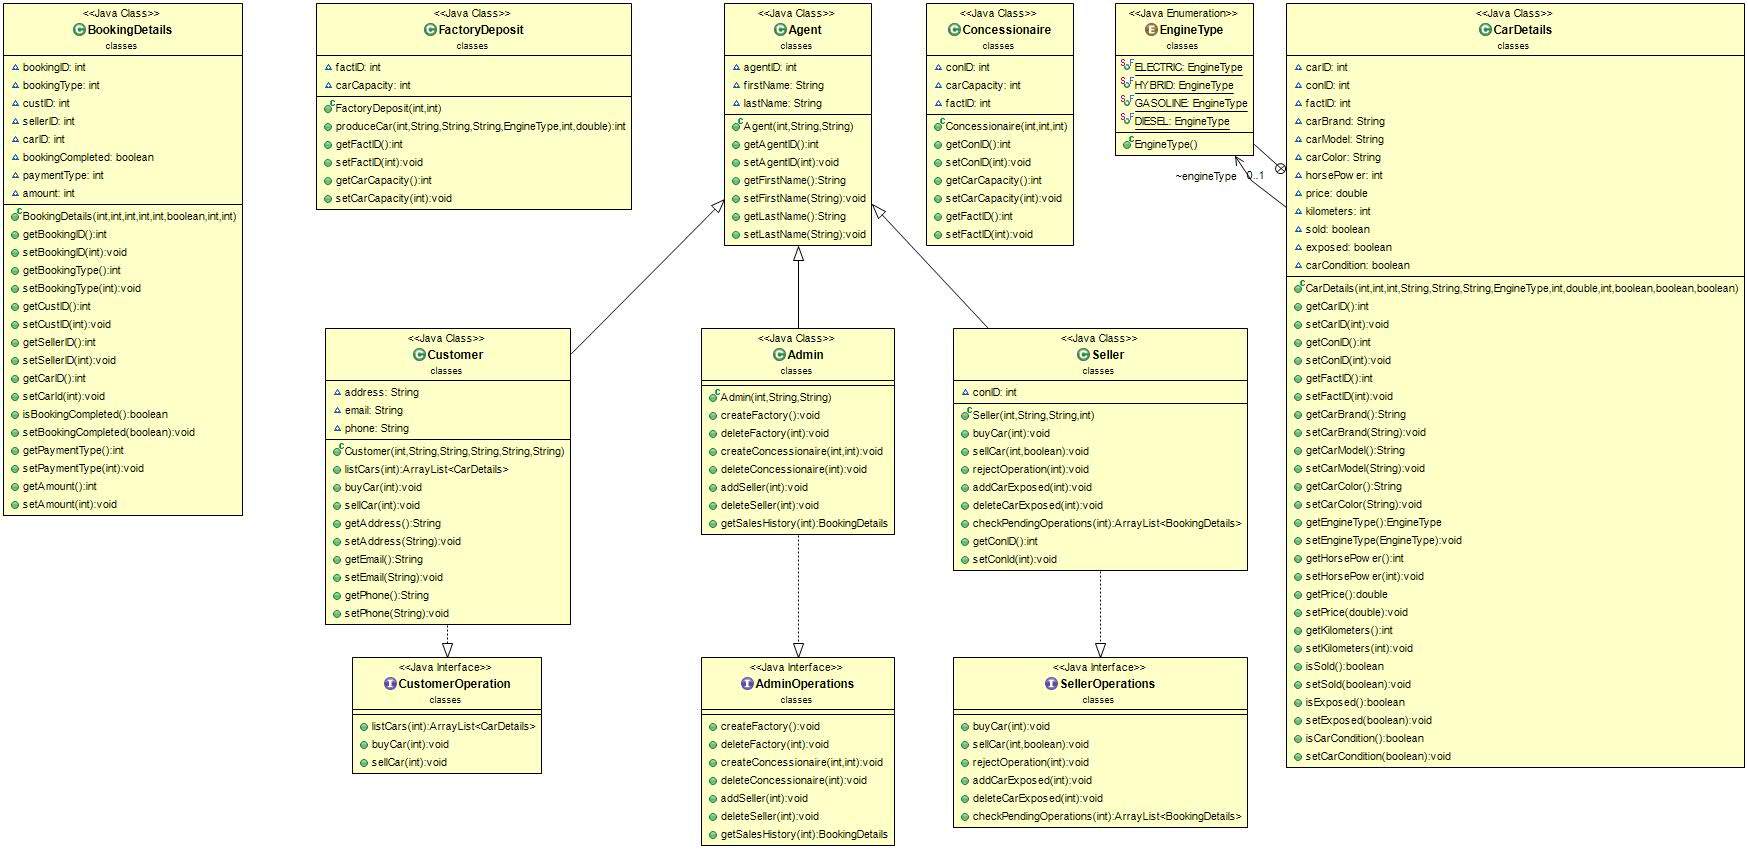 <<Java Class>>
BookingDetails
classes
bookingID: int
bookingType: int
custID: int
sellerID: int
carID: int
bookingCompleted: boolean
paymentType: int
amount: int
BookingDetails(int,int,int,int,int,boolean,int,int)
getBookingID():int
setBookingID(int):void
getBookingType():int
setBookingType(int):void
getCustID():int
setCustID(int):void
getSellerID():int
setSellerID(int):void
getCarID():int
setCarId(int):void
isBookingCompleted():boolean
setBookingCompleted(boolean):void
getPaymentType():int
setPaymentType(int):void
getAmount():int
setAmount(int):void
<<Java Class>>
FactoryDeposit
classes
factID: int
carCapacity: int
FactoryDeposit(int,int)
produceCar(int,String,String,String,EngineType,int,double):int
getFactID():int
setFactID(int):void
getCarCapacity():int
setCarCapacity(int):void
<<Java Class>>
Agent
classes
agentID: int
firstName: String
lastName: String
Agent(int,String,String)
getAgentID():int
setAgentID(int):void
getFirstName():String
setFirstName(String):void
getLastName():String
setLastName(String):void
<<Java Class>>
Concessionaire
classes
conID: int
carCapacity: int
factID: int
Concessionaire(int,int,int)
getConID():int
setConID(int):void
getCarCapacity():int
setCarCapacity(int):void
getFactID():int
setFactID(int):void
<<Java Enumeration>>
EngineType
classes
ELECTRIC: EngineType
HYBRID: EngineType
GASOLINE: EngineType
DIESEL: EngineType
EngineType()
~engineType 0..1
<<Java Class>>
CarDetails
classes
carID: int
conID: int
factID: int
carBrand: String
carModel: String
carColor: String
horsePower: int
price: double
kilometers: int
sold: boolean
exposed: boolean
carCondition: boolean
CarDetails(int,int,int,String,String,String,EngineType,int,double,int,boolean,boolean,boolean)
getCarID():int
setCarID(int):void
getConID():int
setConID(int):void
getFactID():int
setFactID(int):void
getCarBrand():String
setCarBrand(String):void
getCarModel():String
setCarModel(String):void
getCarColor():String
setCarColor(String):void
getEngineType():EngineType
setEngineType(EngineType):void
getHorsePower():int
setHorsePower(int):void
getPrice():double
setPrice(double):void
getKilometers():int
setKilometers(int):void
isSold():boolean
setSold(boolean):void
isExposed():boolean
setExposed(boolean):void
isCarCondition():boolean
setCarCondition(boolean):void
<<Java Class>>
Customer
classes
address: String
email: String
phone: String
Customer(int,String,String,String,String,String)
listCars(int):ArrayList<CarDetails>
buyCar(int):void
sellCar(int):void
getAddress():String
setAddress(String):void
getEmail():String
setEmail(String):void
getPhone():String
setPhone(String):void
<<Java Class>>
Admin
classes
Admin(int,String,String)
createFactory():void
deleteFactory(int):void
createConcessionaire(int,int):void
deleteConcessionaire(int):void
addSeller(int):void
deleteSeller(int):void
getSalesHistory(int):BookingDetails
<<Java Class>>
Seller
classes
conID: int
Seller(int,String,String,int)
buyCar(int):void
sellCar(int,boolean):void
rejectOperation(int):void
addCarExposed(int):void
deleteCarExposed(int):void
checkPendingOperations(int):ArrayList<BookingDetails>
getConID():int
setConId(int):void
<<Java Interface>>
CustomerOperation
classes
listCars(int):ArrayList<CarDetails>
buyCar(int):void
sellCar(int):void
<<Java Interface>>
AdminOperations
classes
createFactory():void
deleteFactory(int):void
createConcessionaire(int,int):void
deleteConcessionaire(int):void
addSeller(int):void
deleteSeller(int):void
getSalesHistory(int):BookingDetails
<<Java Interface>>
SellerOperations
classes
buyCar(int):void
sellCar(int,boolean):void
rejectOperation(int):void
addCarExposed(int):void
deleteCarExposed(int):void
checkPendingOperations(int):ArrayList<BookingDetails>